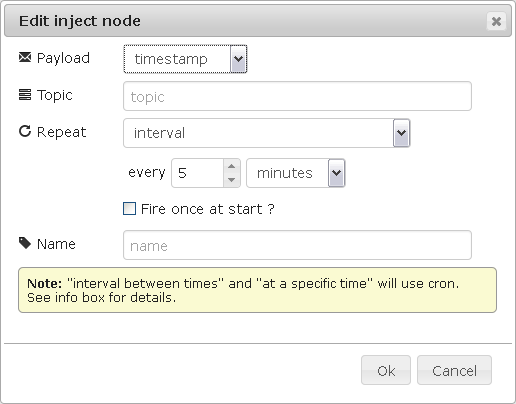 Edit inject node
Payload timestamp
Topic topic
Repeat interval
every 5 minutes
Fire once at start ?
Name name
Note: "interval between times" and "at a specific time" will use cron.
See info box for details.
Ok Cancel